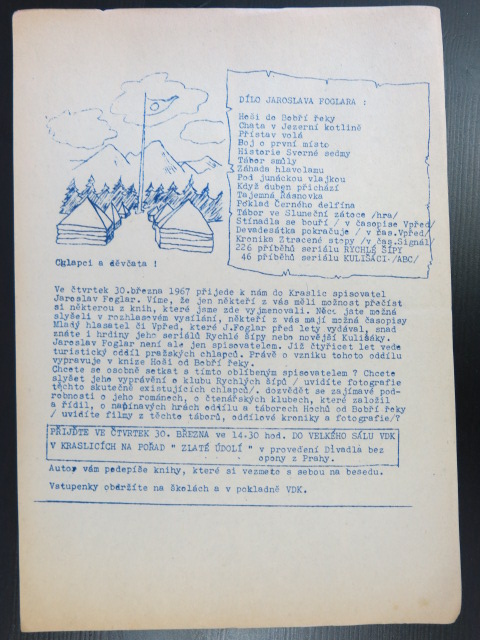 DÍLO JAROSLAVA FOGLARA :
Hoši do Bobří řeky
Chata v Jezerní kotlině
Přístav volá
Boj o první místo
Historie Svorné sedmy
Tábor smůly
Záhada hlavolamu
Pod junáckou vlajkou
Když duben přichází
Tajemná Řásnovka
Poklad Černého delfína
Tábor ve Sluneční zátoce /hra/
Stínadla se bouří / v časopise Vpřed/
Devadesátka pokračuje / v čas.Vpřed/
Kronika Ztracené stopy /v čas.Signál/
226 příběhů seriálu RYCHLÉ ŠÍPY
46 příběhů seriálu KULIŠÁCI-/ABC/
Chlapci a děvčata !
Ve čtvrtek 30.března 1967 přijede k nám do Kraslic spisovatel
Jaroslav Foglar. Víme, že jen někteří z vás měli možnost přečíst
si některou z knih, které jsme zde vyjmenovali. Něco jste možná
slyšeli v rozhlasovém vysílání, někteří z vás mají možná časopisy
Mladý hlasatel či Vpřed, které J.Foglar před lety vydával, snad
znáte i hrdiny jeho seriálů Rychlé šípy nebo novější Kulišáky.
Jaroslav Foglar není ale jen spisovatelem. Již čtyřicet let vede
turistický oddíl pražských chlapců. Právě o vzniku tohoto oddílu
vypravuje v knize Hoši od Bobří řeky.
Chcete se osobně setkat s tímto oblíbeným spisovatelem ? Chcete
slyšet jeho vyprávění o klubu Rychlých šípů / uvidíte fotografie
těchto skutečně existujících chlapců/. dozvědět se zajímavé pod-
robnosti o jeho románech, o čtenářských klubech, které založil
a řídil, o napínavých hrách oddílu a táborech Hochů od Bobří řeky
/ uvidíte filmy z těchto táborů, oddílové kroniky a fotografie/?
PŘIJĎTE VE ČTVRTEK 30. BŘEZNA ve 14.30 hod. DO VELKÉHO SÁLU VDK
V KRASLICÍCH NA POŘAD " ZLATÉ ÚDOLÍ " v provedení Divadla bez
opony z Prahy.
Autor vám podepíše knihy, které si vezmete s sebou na besedu.
Vstupenky obdržíte na školách a v pokladně VDK.